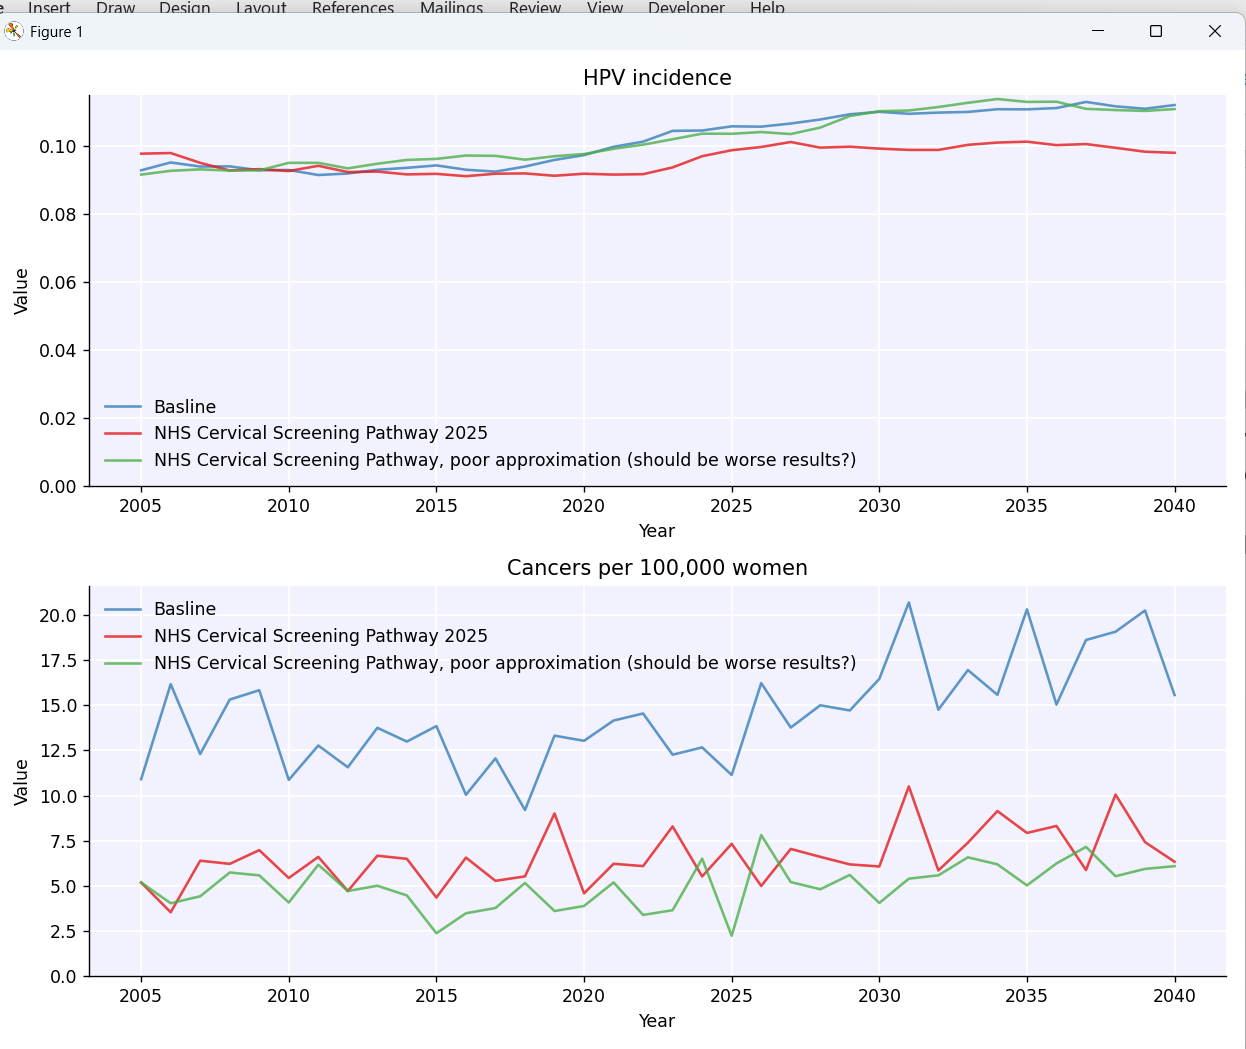 Insert Draw Design Layout References Mailings Review View Developer Help
Figure 1
HPV incidence
0.10
0.08
0.06
0.04
0.02
0.00
Value
Basline
NHS Cervical Screening Pathway 2025
NHS Cervical Screening Pathway, poor approximation (should be worse results?)
2005 2010 2015 2020 2025 2030 2035 2040
Year
Cancers per 100,000 women
20.0
17.5
15.0
12.5
10.0
7.5
5.0
2.5
0.0
Value
Basline
NHS Cervical Screening Pathway 2025
NHS Cervical Screening Pathway, poor approximation (should be worse results?)
2005 2010 2015 2020 2025 2030 2035 2040
Year